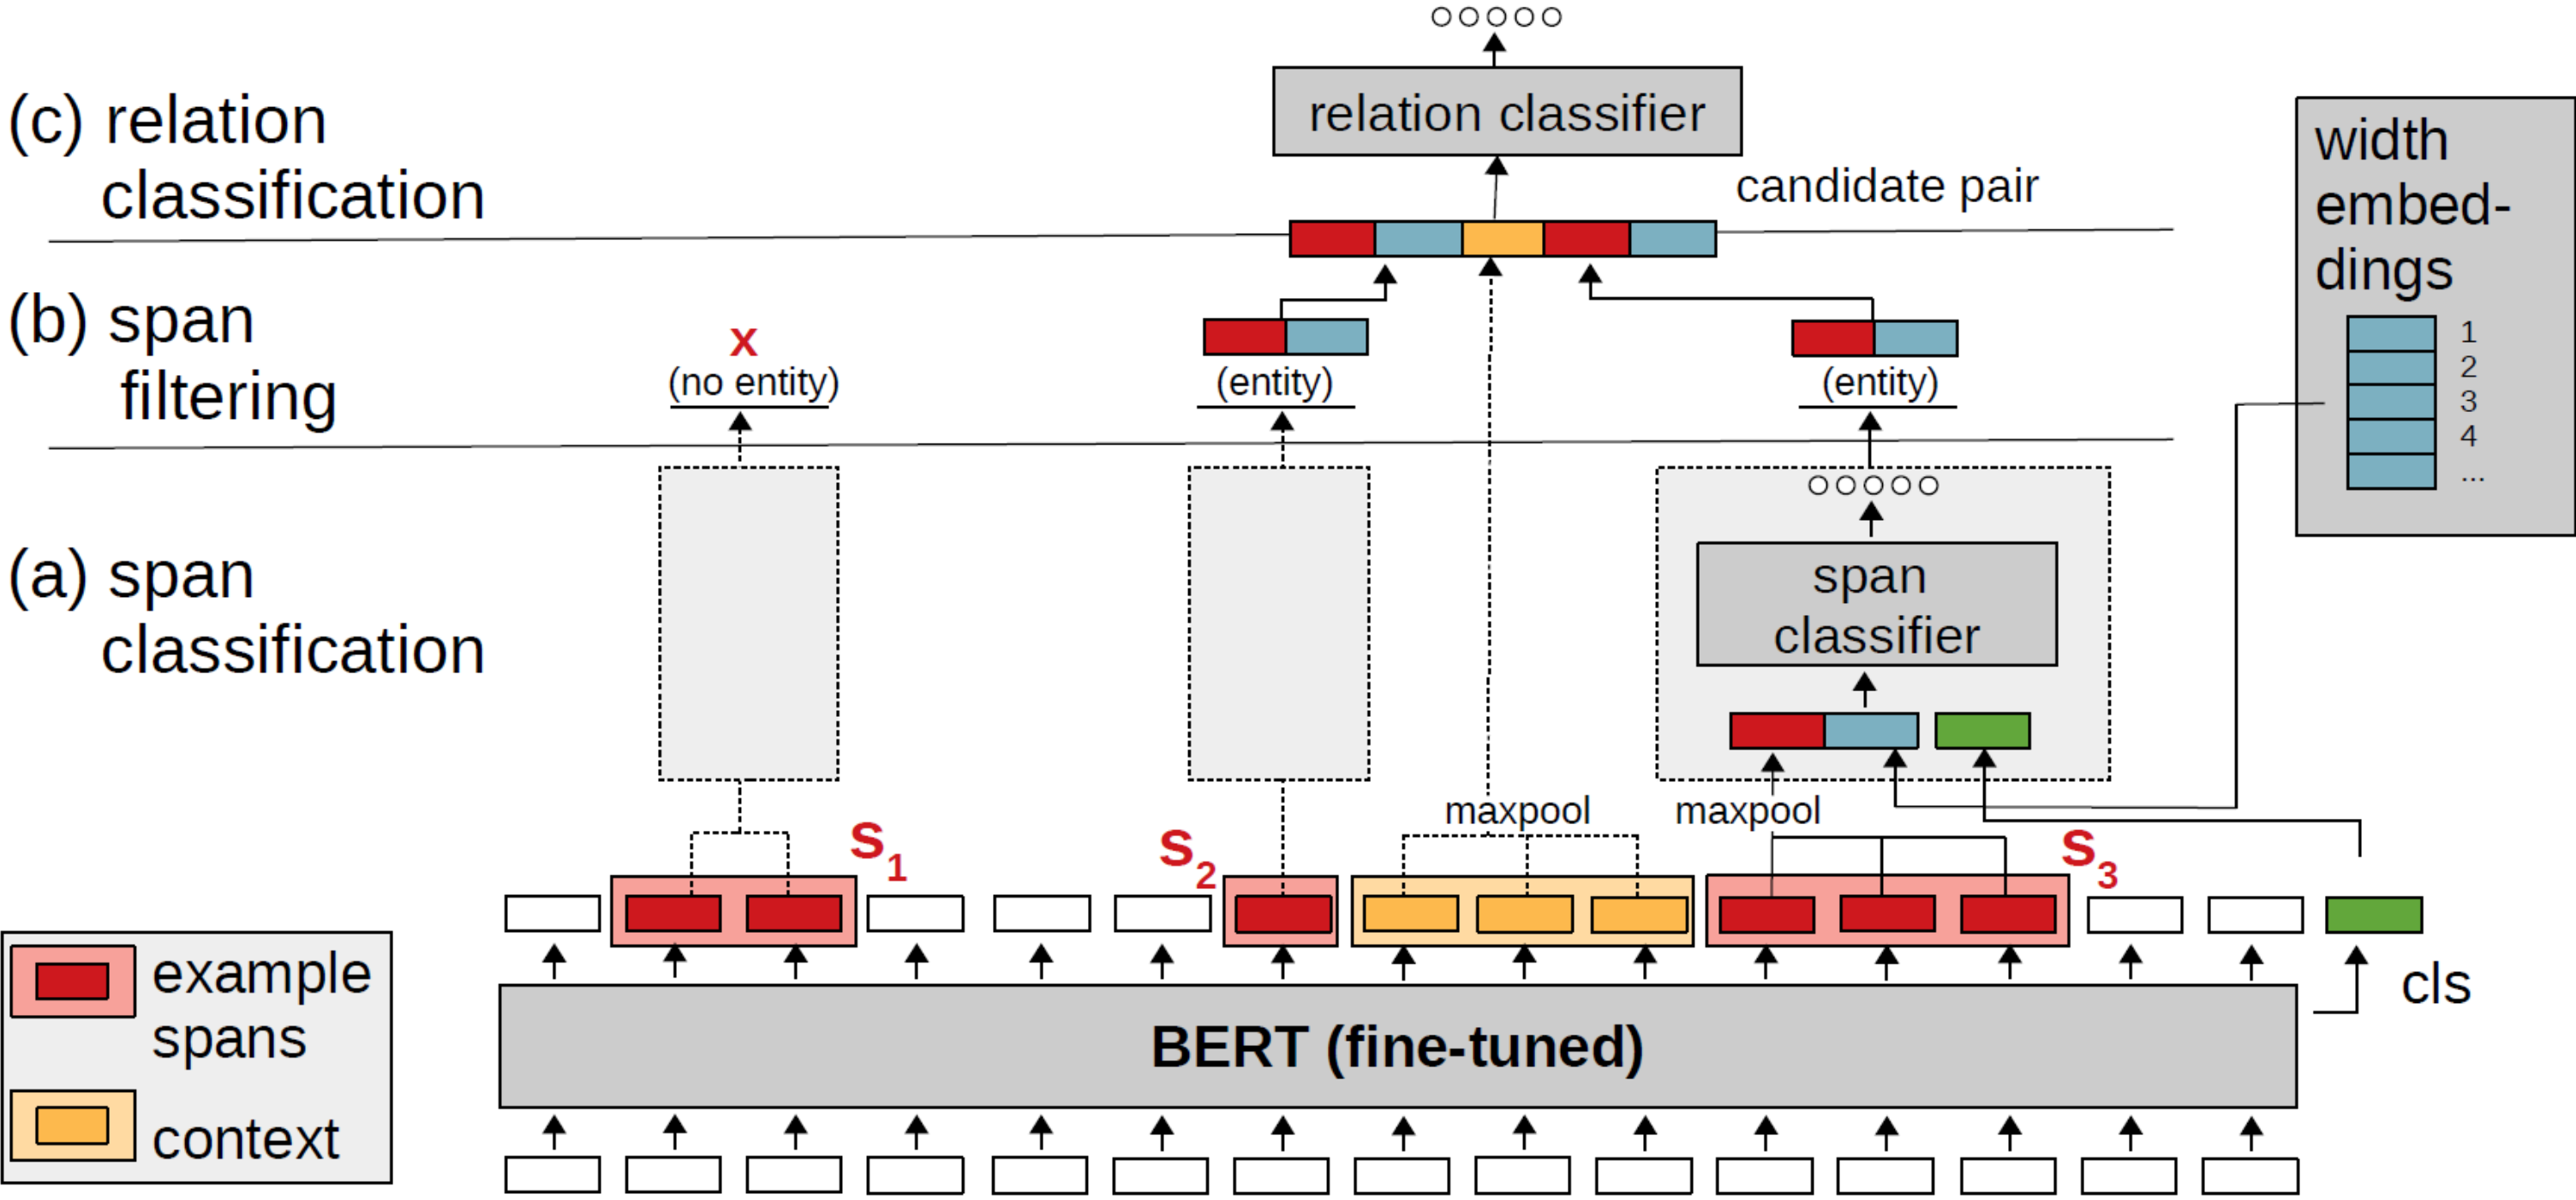 (c) relation
classification
relation classifier
candidate pair
width
embed-
dings
1
2
3
4
...
(b) span
filtering
x
(no entity)
(entity)
(entity)
(a) span
classification
span
classifier
maxpool
maxpool
S1
S2
S3
example
spans
context
cls
BERT (fine-tuned)